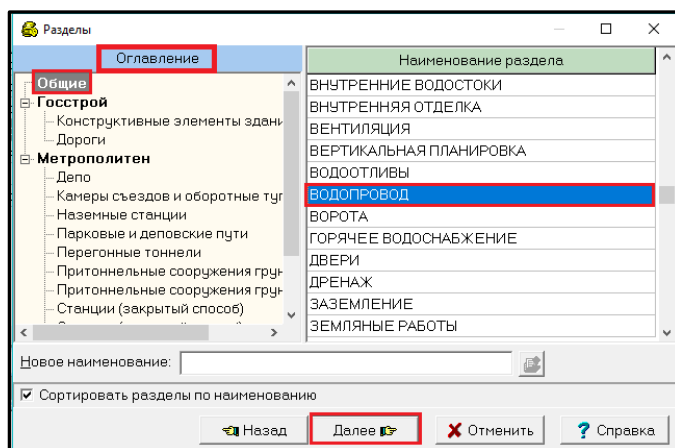 Разделы
Оглавление
Общие
Госстрой
Конструктивные элементы здани
Дороги
Метрополитен
Депо
Камеры съездов и оборотные туг
Наземные станции
Парковые и деповские пути
Перегонные тоннели
Притоннельные сооружения грун
Притоннельные сооружения грун
Станции (закрытый способ)
Наименование раздела
ВНУТРЕННИЕ ВОДОСТОКИ
ВНУТРЕННЯЯ ОТДЕЛКА
ВЕНТИЛЯЦИЯ
ВЕРТИКАЛЬНАЯ ПЛАНИРОВКА
ВОДООТЛИВЫ
ВОДОПРОВОД
ВОРОТА
ГОРЯЧЕЕ ВОДОСНАБЖЕНИЕ
ДВЕРИ
ДРЕНАЖ
ЗАЗЕМЛЕНИЕ
ЗЕМЛЯНЫЕ РАБОТЫ
Новое наименование:
Сортировать разделы по наименованию
Назад Далее Отменить ? Справка